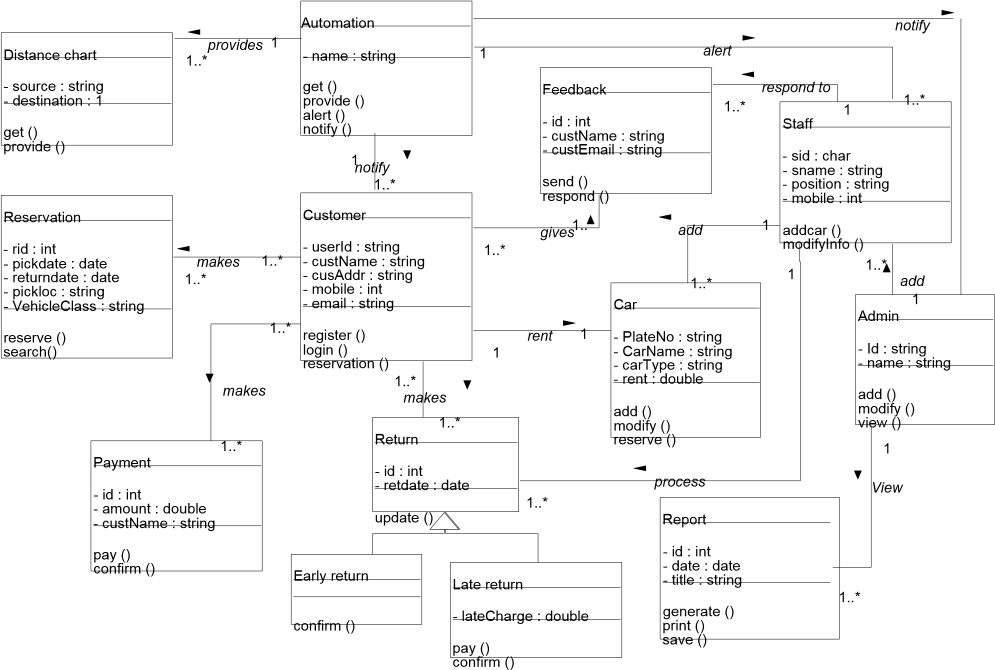 Automation
- name : string
get ()
provide ()
alert ()
notify ()
Distance chart
- source : string
- destination : 1
get ()
provide ()
provides
1
1..*
notify
alert
1
1..*
Feedback
- id : int
- custName : string
- custEmail : string
send ()
respond ()
respond to
1..*
1
Staff
- sid : char
- sname : string
- position : string
- mobile : int
addcar ()
modifyInfo ()
1
notify
1..*
Reservation
- rid : int
- pickdate : date
- returndate : date
- pickloc : string
- VehicleClass : string
reserve ()
search()
makes
1..*
1..*
Customer
- userId : string
- custName : string
- cusAddr : string
- mobile : int
- email : string
register ()
login ()
reservation ()
gives
1..
1..*
add
1
1..*
Car
- PlateNo : string
- CarName : string
- carType : string
- rent : double
add ()
modify ()
reserve ()
rent
1
1
1..*
add
1
Admin
- Id : string
- name : string
add ()
modify ()
view ()
1..*
makes
1..*
1..*
makes
1..*
Return
- id : int
- retdate : date
update ()
process
1
1..*
1
View
1..*
Payment
- id : int
- amount : double
- custName : string
pay ()
confirm ()
Report
- id : int
- date : date
- title : string
generate ()
print ()
save ()
Early return
confirm ()
Late return
- lateCharge : double
pay ()
confirm ()